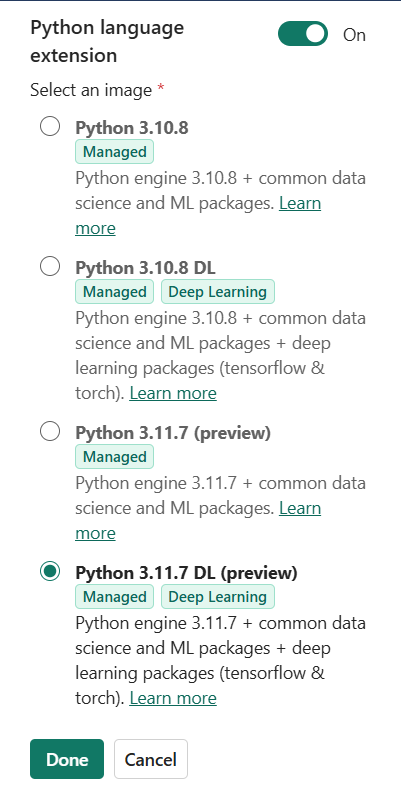 Python language
extension
On
Select an image *
Python 3.10.8
Managed
Python engine 3.10.8 + common data
science and ML packages. Learn
more
Python 3.10.8 DL
Managed Deep Learning
Python engine 3.10.8 + common data
science and ML packages + deep
learning packages (tensorflow &
torch). Learn more
Python 3.11.7 (preview)
Managed
Python engine 3.11.7 + common data
science and ML packages. Learn
more
Python 3.11.7 DL (preview)
Managed Deep Learning
Python engine 3.11.7 + common data
science and ML packages + deep
learning packages (tensorflow &
torch). Learn more
Done Cancel